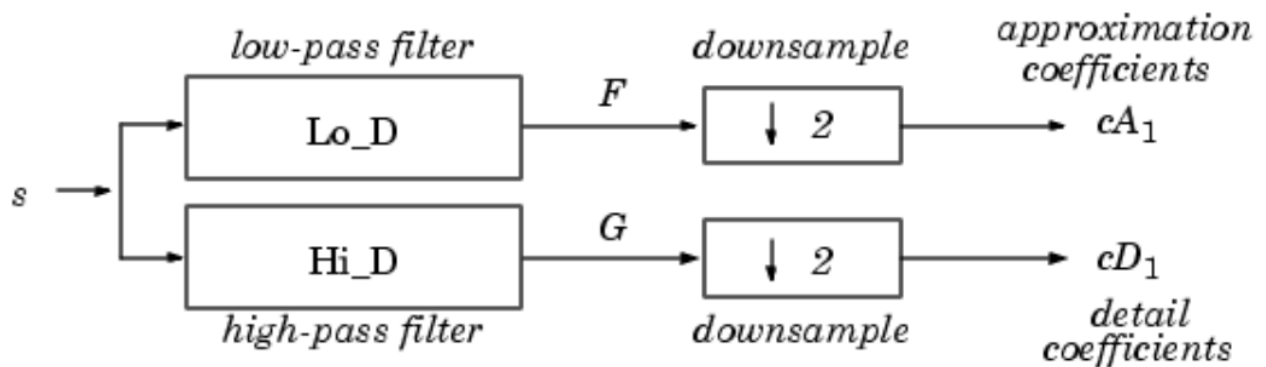 low-pass filter
downsample
approximation
coefficients
Lo_D
F
↓ 2
cA₁
s
Hi_D
G
↓ 2
cD₁
high-pass filter
downsample
detail
coefficients